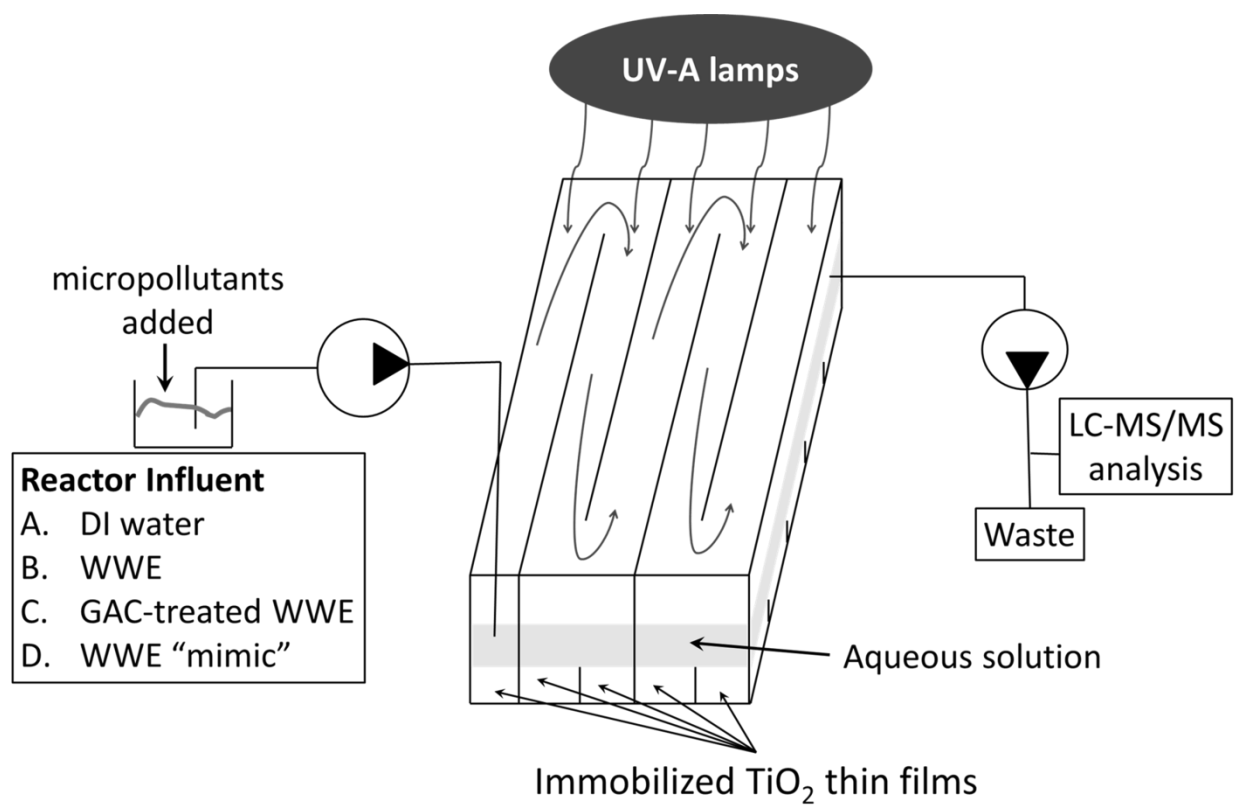 UV-A lamps
micropollutants
added
Reactor Influent
A. DI water
B. WWE
C. GAC-treated WWE
D. WWE “mimic”
LC-MS/MS
analysis
Waste
Aqueous solution
Immobilized TiO₂ thin films